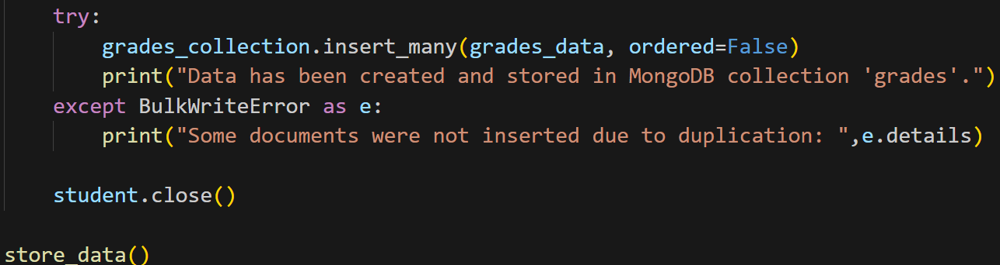 try:
grades_collection.insert_many(grades_data, ordered=False)
print("Data has been created and stored in MongoDB collection 'grades'.")
except BulkWriteError as e:
print("Some documents were not inserted due to duplication: ",e.details)
student.close()
store_data()